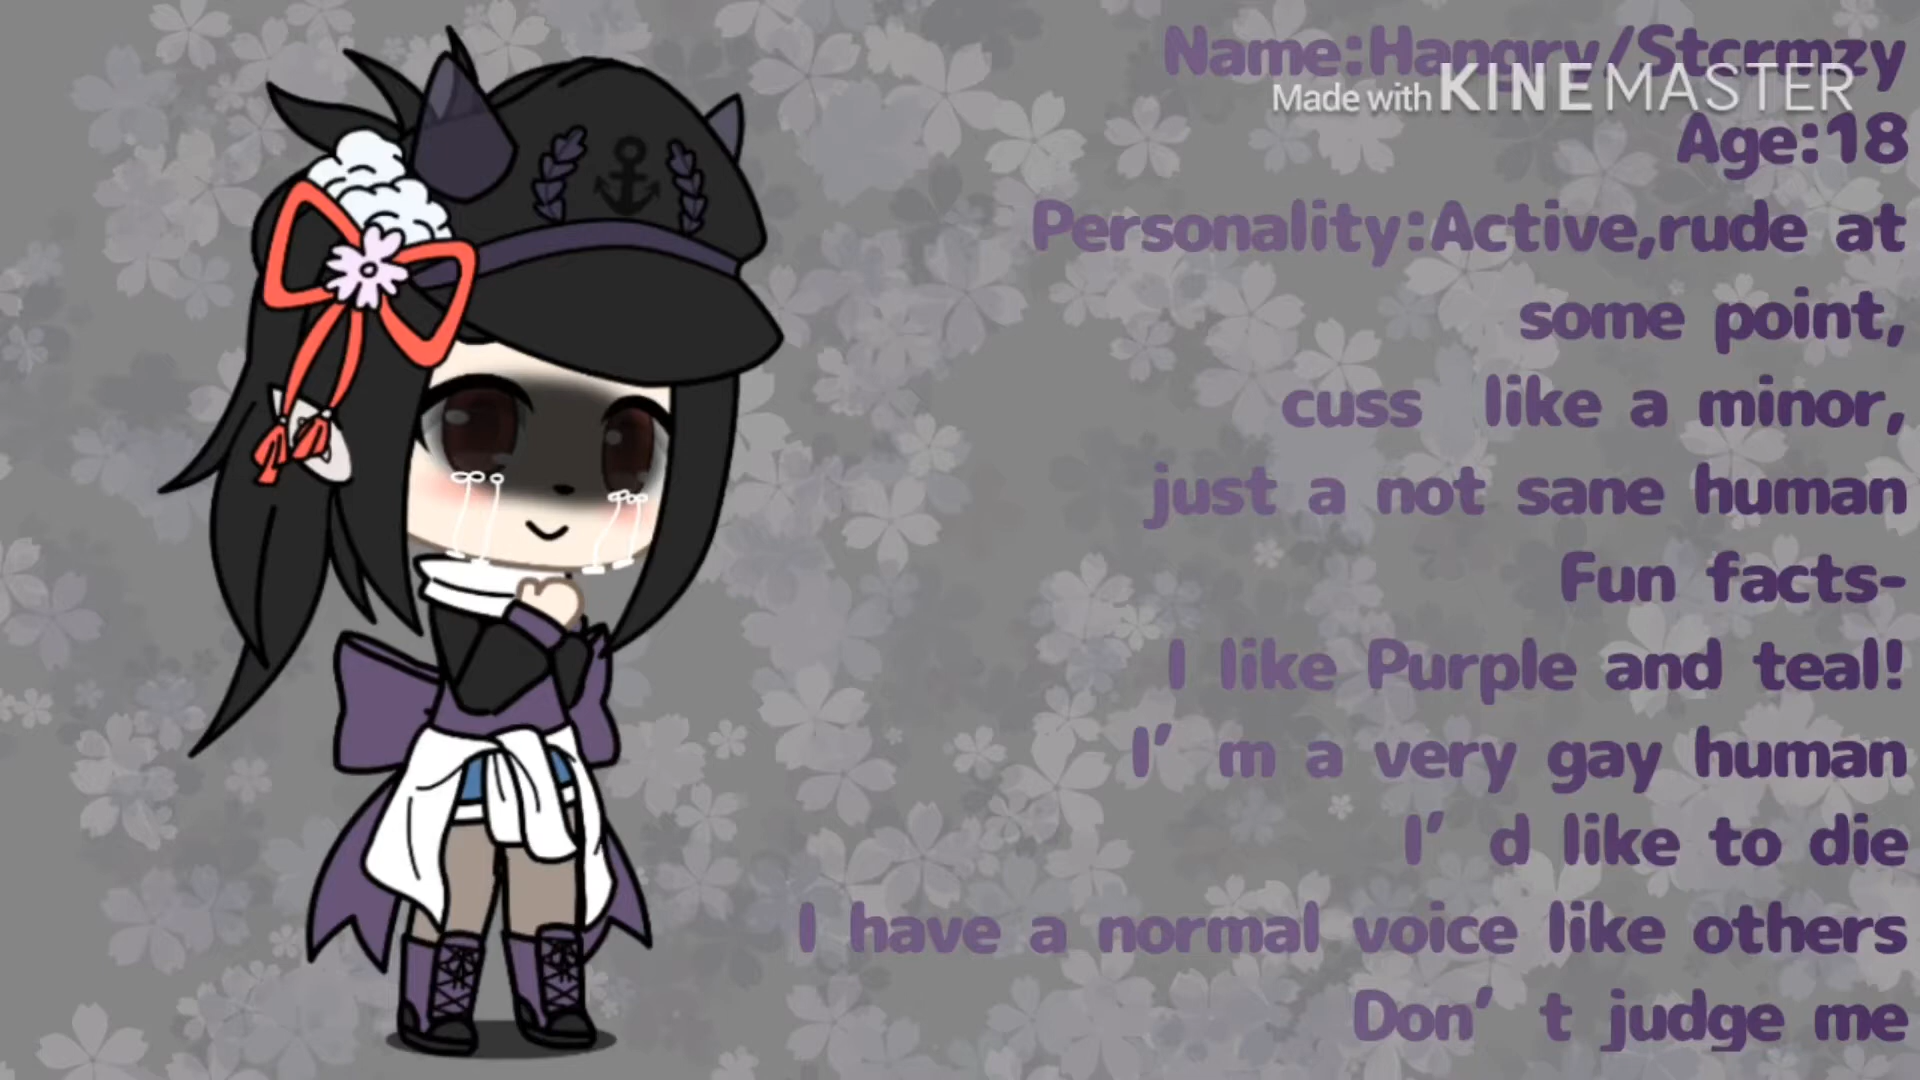 Name:Hangry/Stcrmzy
Made with KINEMASTER
Age:18
Personality:Active,rude at
some point,
cuss like a minor,
just a not sane human
Fun facts-
I like Purple and teal!
I’m a very gay human
I’d like to die
I have a normal voice like others
Don’t judge me